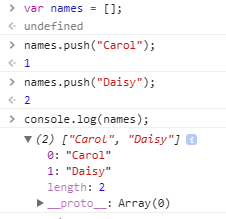 > var names = [];
< undefined
> names.push("Carol");
< 1
> names.push("Daisy");
< 2
> console.log(names);
▼ (2) ["Carol", "Daisy"] i
0: "Carol"
1: "Daisy"
length: 2
▶ __proto__: Array(0)